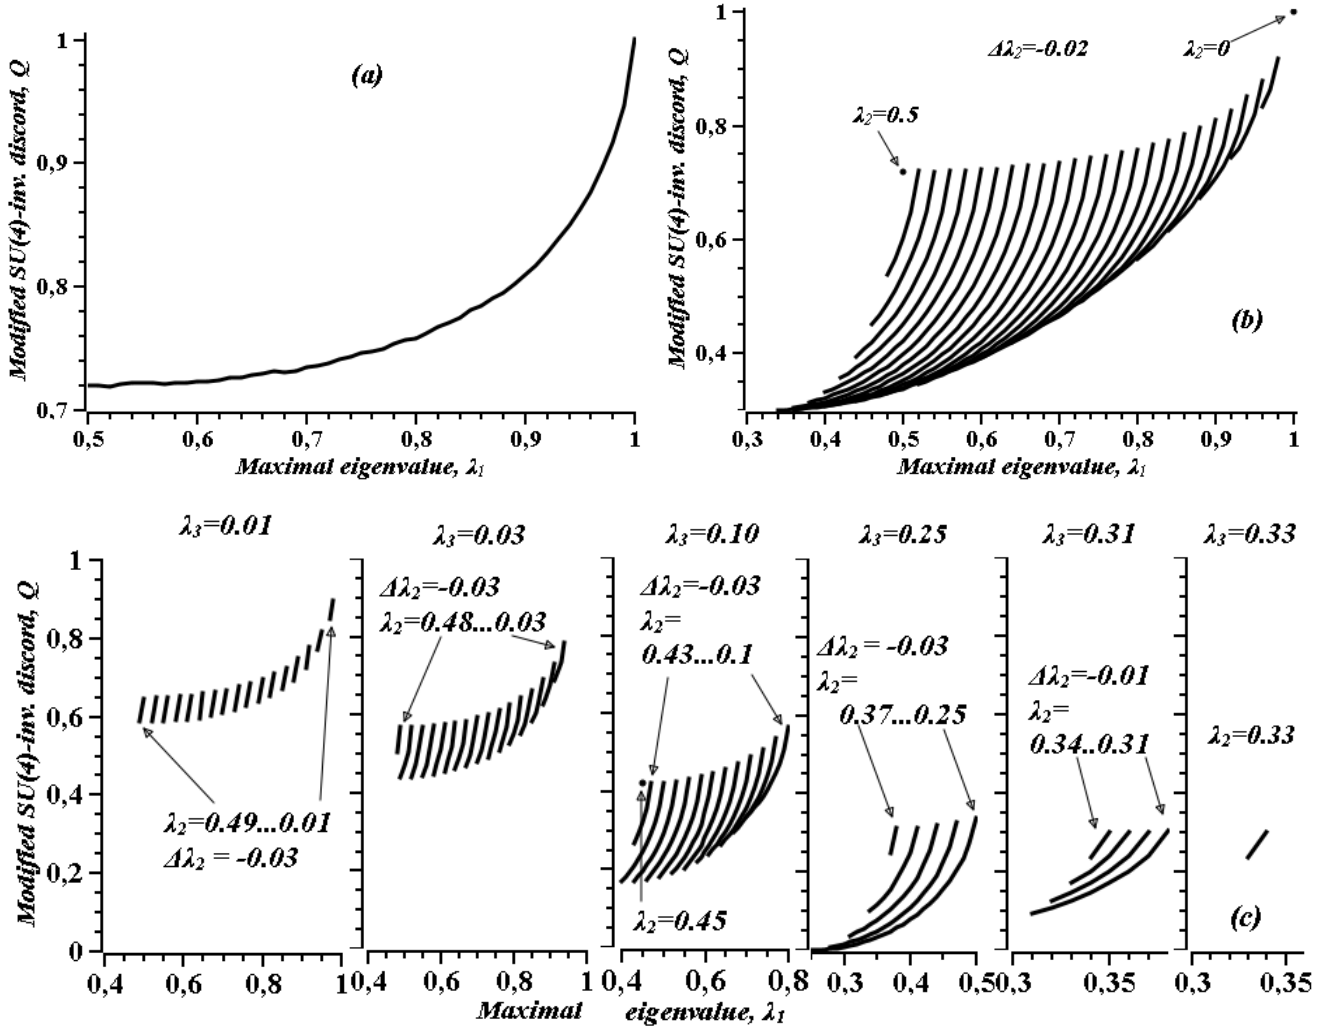 Modified SU(4)-inv. discord, Q
1
0,9
0,8
0,7
(a)
0,5 0,6 0,7 0,8 0,9 1
Maximal eigenvalue, λ1
Modified SU(4)-inv. discord, Q
1
0,8
0,6
0,4
Δλ2=-0.02
λ2=0
λ2=0.5
(b)
0,3 0,4 0,5 0,6 0,7 0,8 0,9 1
Maximal eigenvalue, λ1
Modified SU(4)-inv. discord, Q
1
0,8
0,6
0,4
0,2
0
λ3=0.01
λ2=0.49...0.01
Δλ2 = -0.03
0,4 0,6 0,8 1
λ3=0.03
Δλ2=-0.03
λ2=0.48...0.03
0,4 0,6 0,8 1
λ3=0.10
Δλ2=-0.03
λ2=
0.43...0.1
λ2=0.45
0,4 0,6 0,8
λ3=0.25
Δλ2 = -0.03
λ2=
0.37...0.25
0,3 0,4 0,5
λ3=0.31
Δλ2=-0.01
λ2=
0.34..0.31
0,3 0,35
λ3=0.33
λ2=0.33
(c)
0,3 0,35
Maximal eigenvalue, λ1